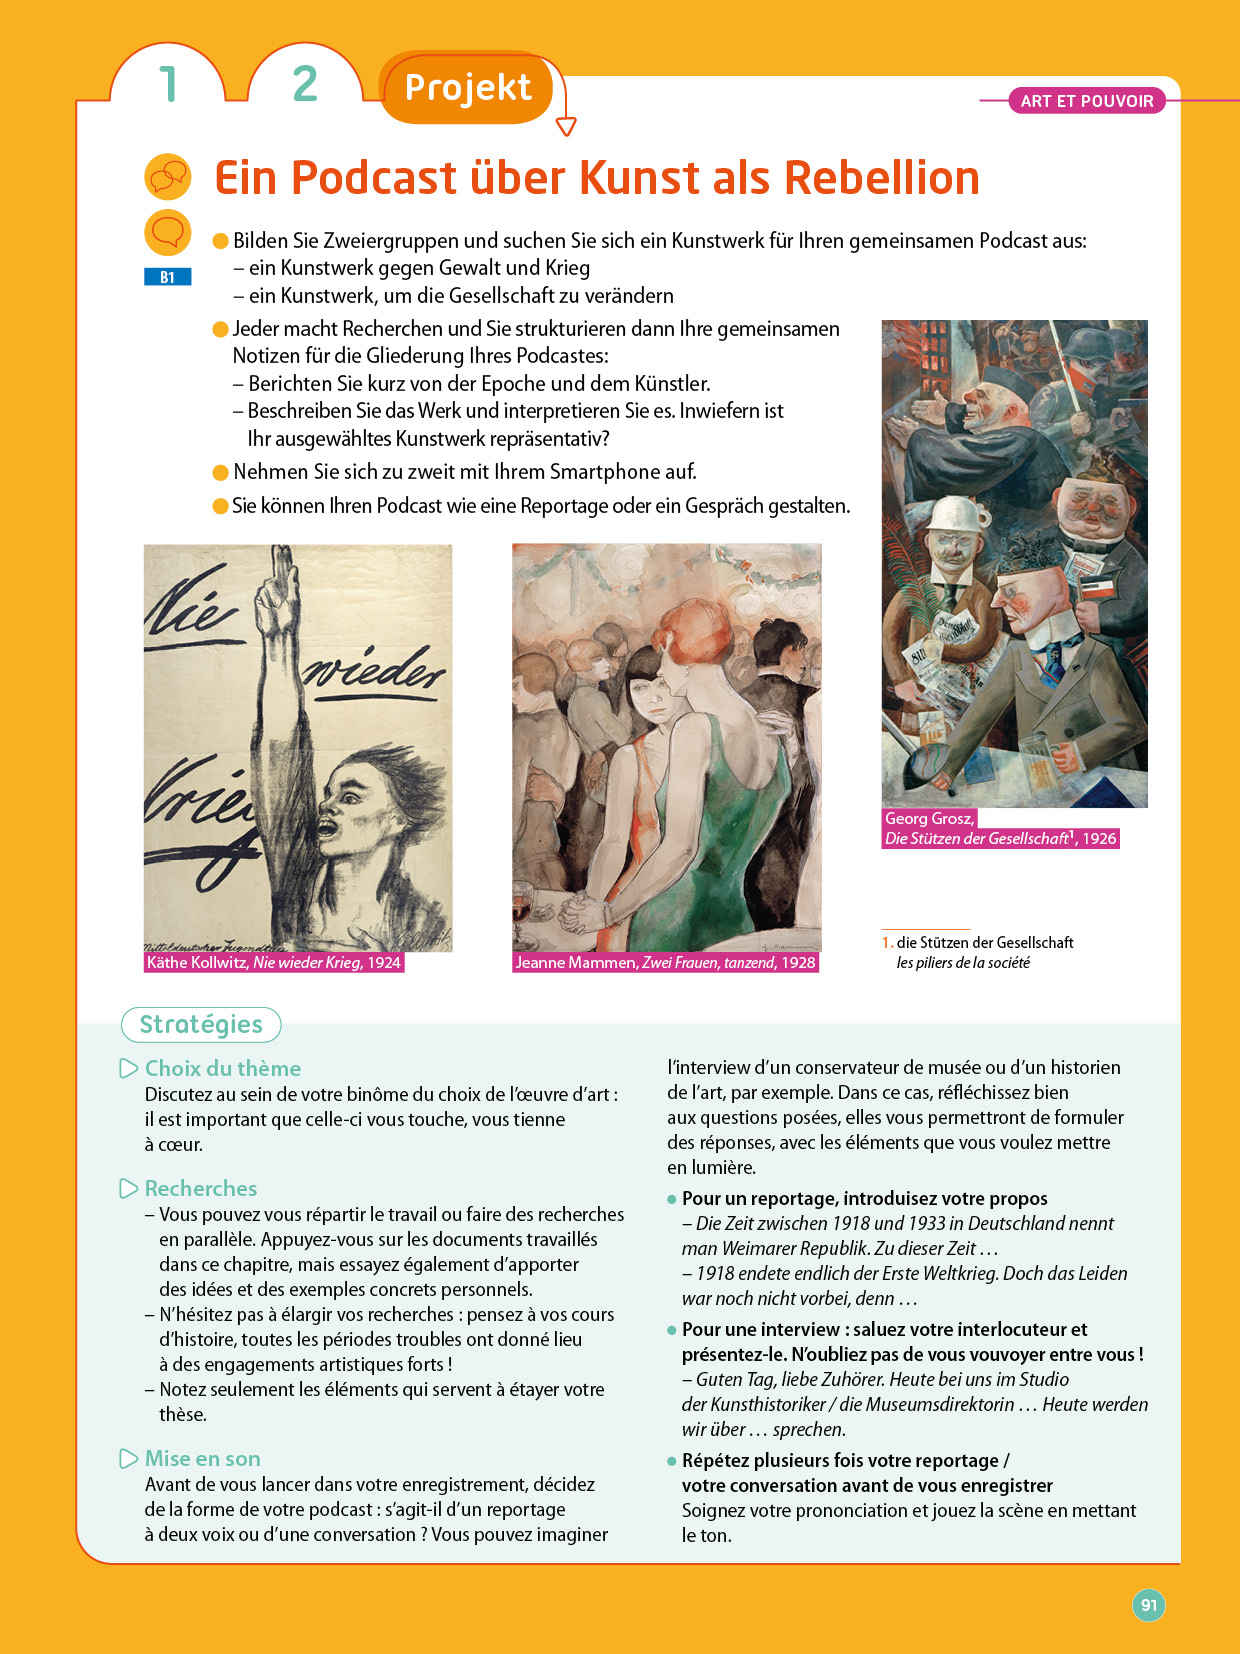 1
2
Projekt
ART ET POUVOIR
Ein Podcast über Kunst als Rebellion
B1
Bilden Sie Zweiergruppen und suchen Sie sich ein Kunstwerk für Ihren gemeinsamen Podcast aus:
– ein Kunstwerk gegen Gewalt und Krieg
– ein Kunstwerk, um die Gesellschaft zu verändern
Jeder macht Recherchen und Sie strukturieren dann Ihre gemeinsamen
Notizen für die Gliederung Ihres Podcastes:
– Berichten Sie kurz von der Epoche und dem Künstler.
– Beschreiben Sie das Werk und interpretieren Sie es. Inwiefern ist
Ihr ausgewähltes Kunstwerk repräsentativ?
Nehmen Sie sich zu zweit mit Ihrem Smartphone auf.
Sie können Ihren Podcast wie eine Reportage oder ein Gespräch gestalten.
Nie
wieder
Krieg
Mitteldeutscher Jugendtag
Käthe Kollwitz, Nie wieder Krieg, 1924
J. Mammen
Jeanne Mammen, Zwei Frauen, tanzend, 1928
Georg Grosz,
Die Stützen der Gesellschaft¹, 1926
1. die Stützen der Gesellschaft
les piliers de la société
Stratégies
Choix du thème
Discutez au sein de votre binôme du choix de l’œuvre d’art :
il est important que celle-ci vous touche, vous tienne
à cœur.
Recherches
– Vous pouvez vous répartir le travail ou faire des recherches
en parallèle. Appuyez-vous sur les documents travaillés
dans ce chapitre, mais essayez également d’apporter
des idées et des exemples concrets personnels.
– N’hésitez pas à élargir vos recherches : pensez à vos cours
d’histoire, toutes les périodes troubles ont donné lieu
à des engagements artistiques forts !
– Notez seulement les éléments qui servent à étayer votre
thèse.
Mise en son
Avant de vous lancer dans votre enregistrement, décidez
de la forme de votre podcast : s’agit-il d’un reportage
à deux voix ou d’une conversation ? Vous pouvez imaginer
l’interview d’un conservateur de musée ou d’un historien
de l’art, par exemple. Dans ce cas, réfléchissez bien
aux questions posées, elles vous permettront de formuler
des réponses, avec les éléments que vous voulez mettre
en lumière.
Pour un reportage, introduisez votre propos
– Die Zeit zwischen 1918 und 1933 in Deutschland nennt
man Weimarer Republik. Zu dieser Zeit …
– 1918 endete endlich der Erste Weltkrieg. Doch das Leiden
war noch nicht vorbei, denn …
Pour une interview : saluez votre interlocuteur et
présentez-le. N’oubliez pas de vous vouvoyer entre vous !
– Guten Tag, liebe Zuhörer. Heute bei uns im Studio
der Kunsthistoriker / die Museumsdirektorin … Heute werden
wir über … sprechen.
Répétez plusieurs fois votre reportage /
votre conversation avant de vous enregistrer
Soignez votre prononciation et jouez la scène en mettant
le ton.
91